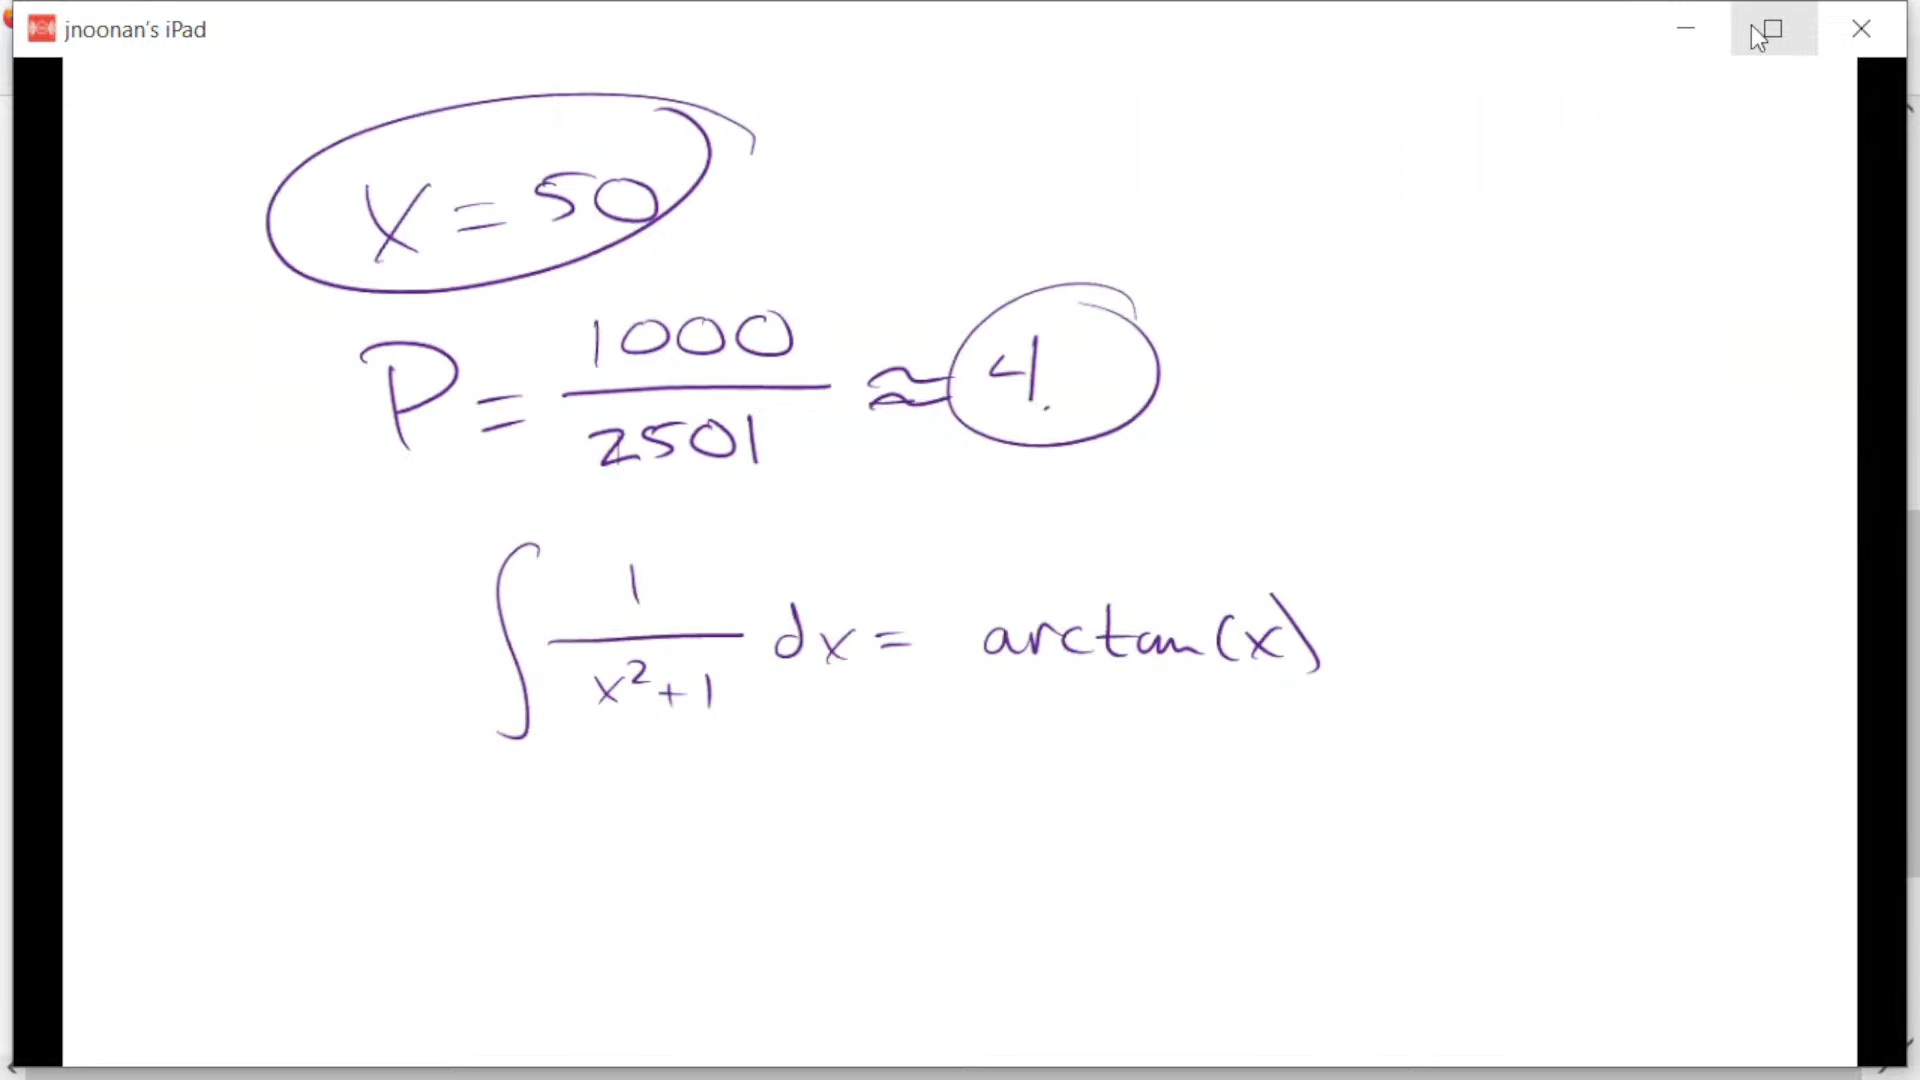 jnoonan's iPad
x = 50
P = 1000/2501 ≈ 4.
∫ 1/(x²+1) dx = arctan(x)